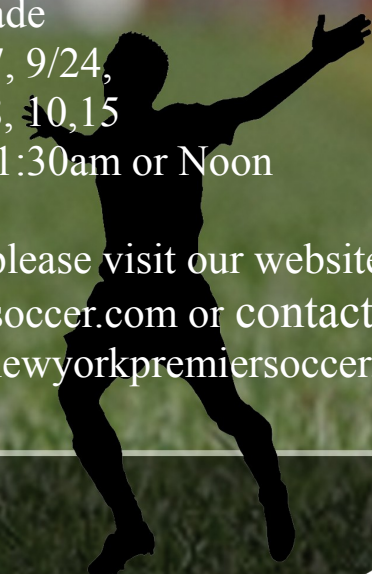 ade
7, 9/24,
, 10,15
1:30am or Noon
please visit our website
soccer.com or contact
ewyorkpremiersoccer